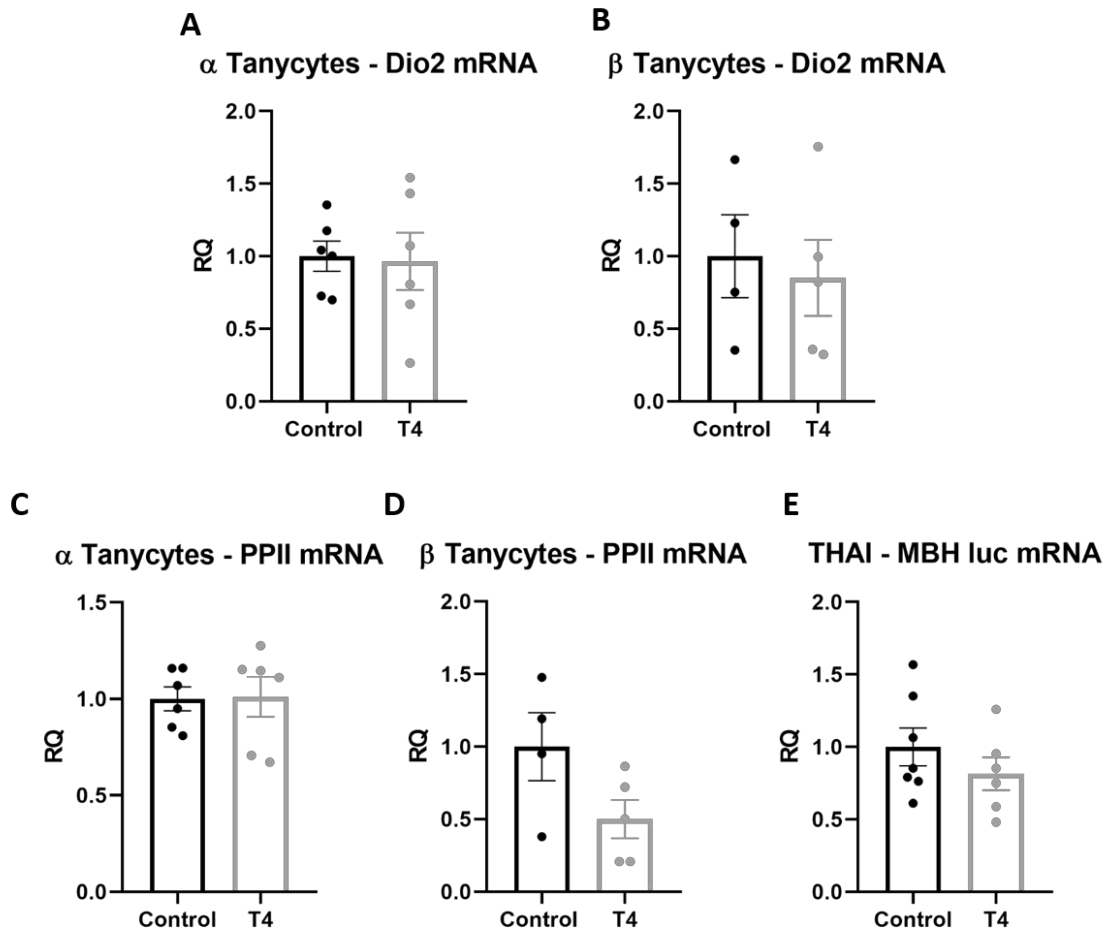 A
α Tanycytes - Dio2 mRNA
2.0
1.5
1.0
0.5
0.0
RQ
Control T4
B
β Tanycytes - Dio2 mRNA
2.0
1.5
1.0
0.5
0.0
RQ
Control T4
C
α Tanycytes - PPII mRNA
1.5
1.0
0.5
0.0
RQ
Control T4
D
β Tanycytes - PPII mRNA
2.0
1.5
1.0
0.5
0.0
RQ
Control T4
E
THAI - MBH luc mRNA
2.0
1.5
1.0
0.5
0.0
RQ
Control T4